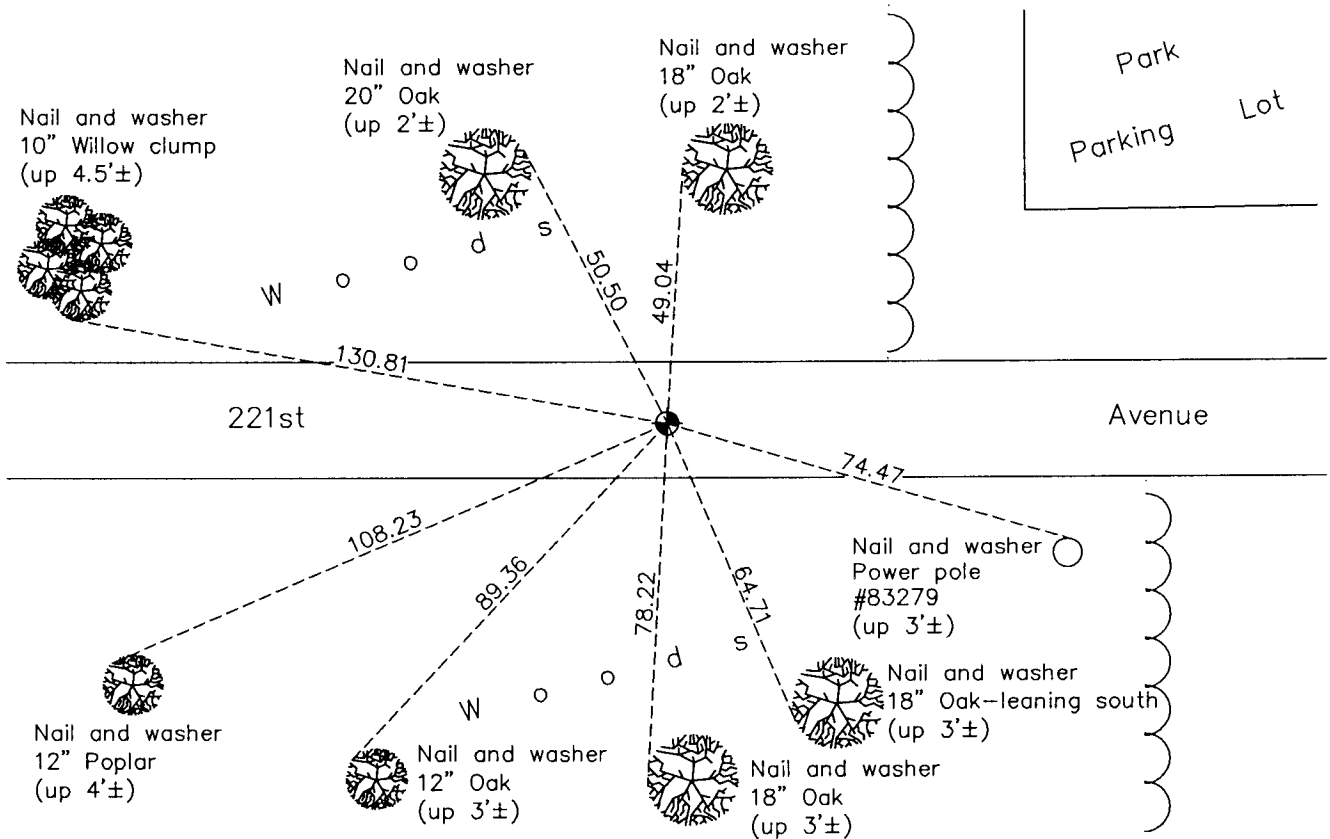 Nail and washer
18” Oak
(up 2’±)
Park
Parking Lot
Nail and washer
20” Oak
(up 2’±)
Nail and washer
10” Willow clump
(up 4.5’±)
Woods
50.50
49.04
130.81
221st Avenue
74.47
108.23
89.36
78.22
64.71
Nail and washer
Power pole
#83279
(up 3’±)
Woods
Nail and washer
18” Oak–leaning south
(up 3’±)
Nail and washer
12” Poplar
(up 4’±)
Nail and washer
12” Oak
(up 3’±)
Nail and washer
18” Oak
(up 3’±)